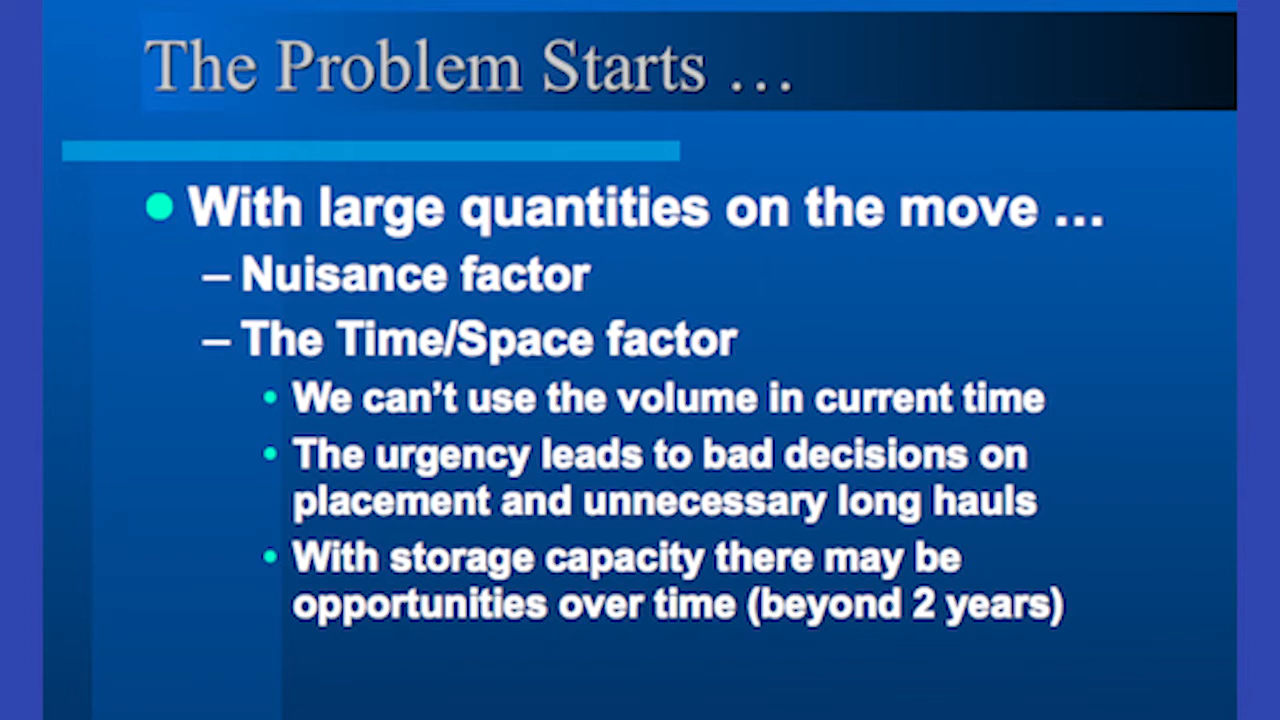 The Problem Starts …
With large quantities on the move …
– Nuisance factor
– The Time/Space factor
• We can’t use the volume in current time
• The urgency leads to bad decisions on
placement and unnecessary long hauls
• With storage capacity there may be
opportunities over time (beyond 2 years)